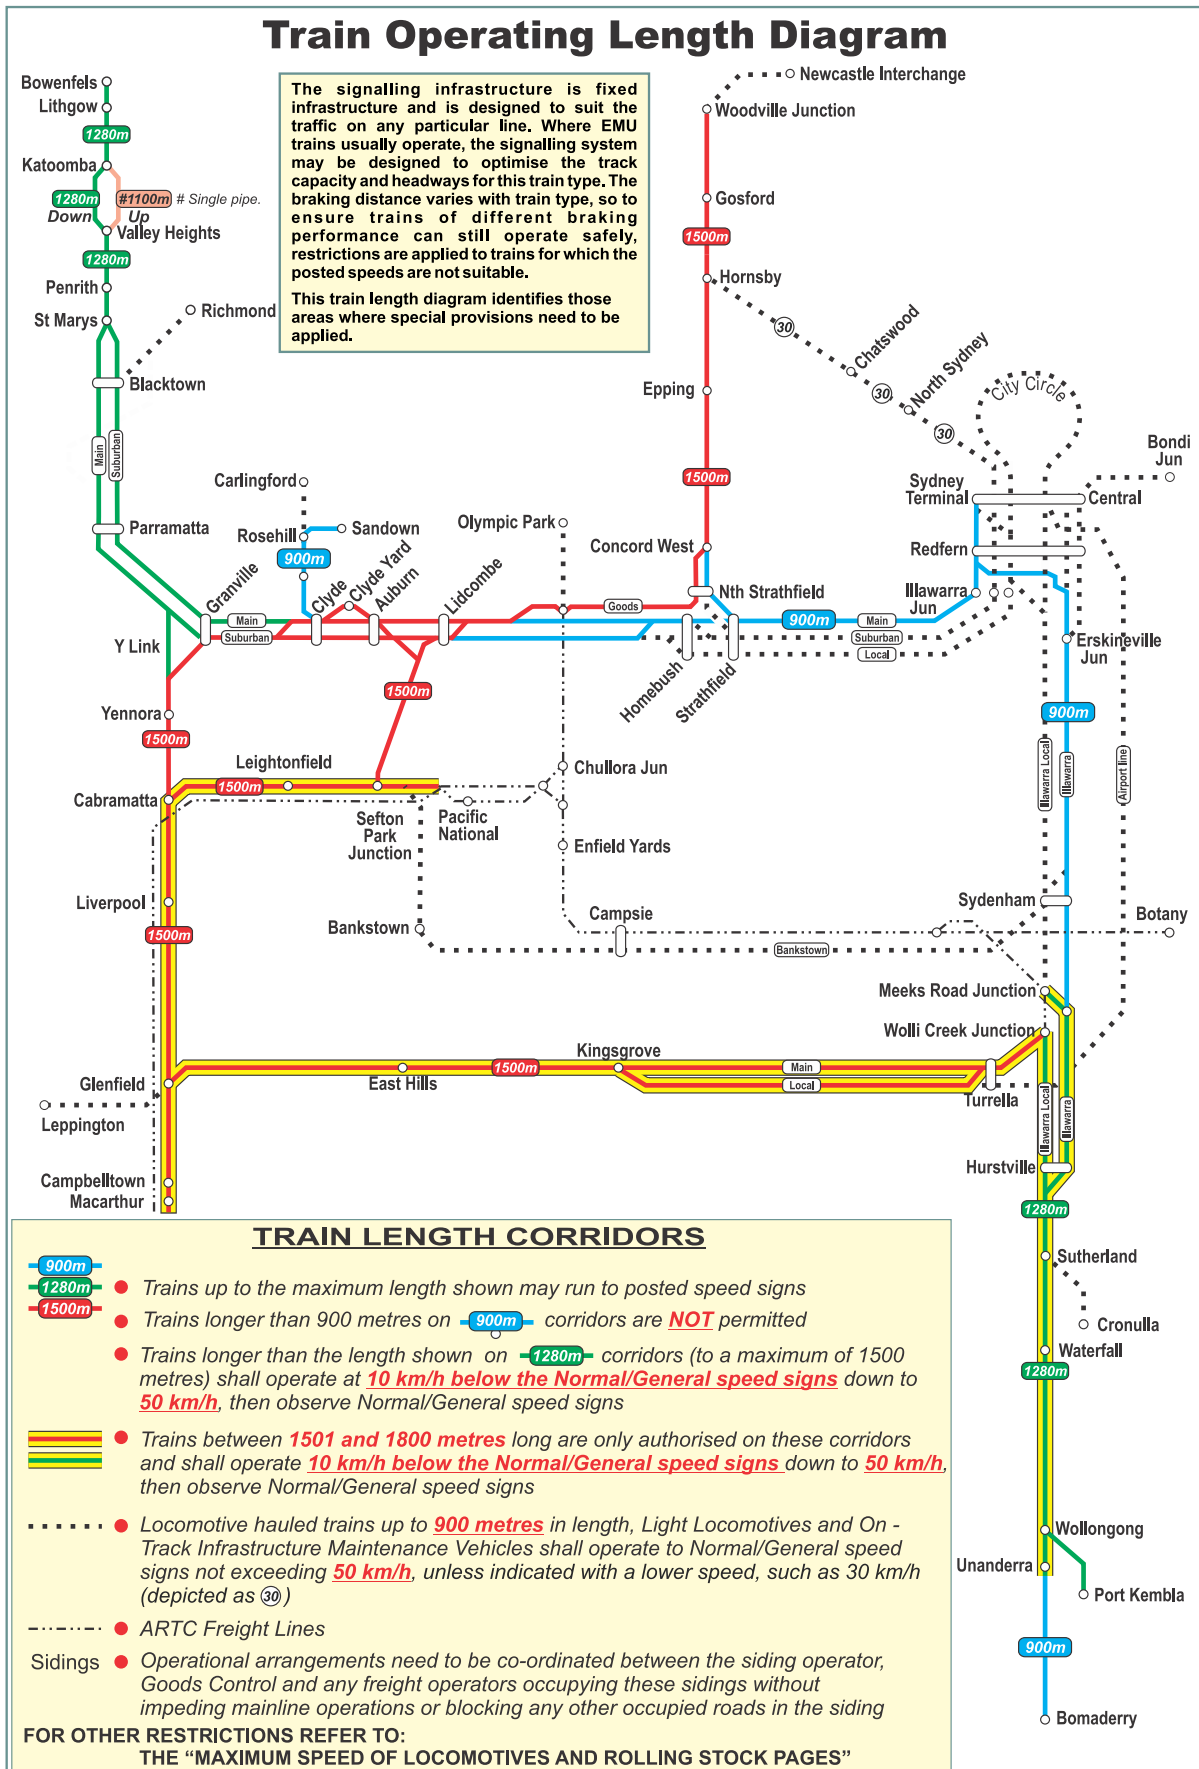 Train Operating Length Diagram
Bowenfels
Lithgow
1280m
Katoomba
1280m
Down
#1100m
Up
# Single pipe.
Valley Heights
1280m
Penrith
St Marys
Richmond
Blacktown
Main
Suburban
Parramatta
The signalling infrastructure is fixed
infrastructure and is designed to suit the
traffic on any particular line. Where EMU
trains usually operate, the signalling system
may be designed to optimise the track
capacity and headways for this train type. The
braking distance varies with train type, so to
ensure trains of different braking
performance can still operate safely,
restrictions are applied to trains for which the
posted speeds are not suitable.
This train length diagram identifies those
areas where special provisions need to be
applied.
Newcastle Interchange
Woodville Junction
Gosford
1500m
Hornsby
30
Chatswood
30
North Sydney
30
Epping
City Circle
Bondi
Jun
1500m
Sydney
Terminal
Central
Carlingford
Rosehill
Sandown
900m
Olympic Park
Concord West
Redfern
Granville
Clyde
Clyde Yard
Auburn
Lidcombe
Nth Strathfield
Illawarra
Jun
Goods
Main
Suburban
900m
Main
Suburban
Local
Y Link
Homebush
Strathfield
Erskineville
Jun
1500m
Yennora
1500m
900m
Leightonfield
1500m
Chullora Jun
Illawarra Local
Illawarra
Airport line
Cabramatta
Sefton
Park
Junction
Pacific
National
Enfield Yards
Liverpool
1500m
Bankstown
Campsie
Bankstown
Sydenham
Botany
Meeks Road Junction
Wolli Creek Junction
Kingsgrove
Main
Glenfield
East Hills
1500m
Local
Turrella
Leppington
Illawarra Local
Illawarra
Hurstville
Campbelltown
Macarthur
1280m
Sutherland
Cronulla
Waterfall
1280m
Wollongong
Unanderra
Port Kembla
900m
Bomaderry
TRAIN LENGTH CORRIDORS
900m
1280m
1500m
Trains up to the maximum length shown may run to posted speed signs
Trains longer than 900 metres on 900m corridors are NOT permitted
Trains longer than the length shown on 1280m corridors (to a maximum of 1500
metres) shall operate at 10 km/h below the Normal/General speed signs down to
50 km/h, then observe Normal/General speed signs
Trains between 1501 and 1800 metres long are only authorised on these corridors
and shall operate 10 km/h below the Normal/General speed signs down to 50 km/h,
then observe Normal/General speed signs
Locomotive hauled trains up to 900 metres in length, Light Locomotives and On -
Track Infrastructure Maintenance Vehicles shall operate to Normal/General speed
signs not exceeding 50 km/h, unless indicated with a lower speed, such as 30 km/h
(depicted as 30)
ARTC Freight Lines
Sidings
Operational arrangements need to be co-ordinated between the siding operator,
Goods Control and any freight operators occupying these sidings without
impeding mainline operations or blocking any other occupied roads in the siding
FOR OTHER RESTRICTIONS REFER TO:
THE “MAXIMUM SPEED OF LOCOMOTIVES AND ROLLING STOCK PAGES”